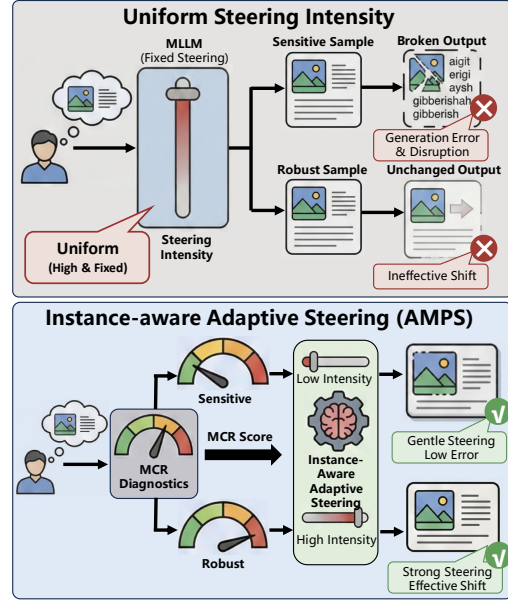 Uniform Steering Intensity
MLLM
(Fixed Steering)
Sensitive Sample
Broken Output
aigit
erigi
aysh
gibberishah
gibberish
Generation Error
& Disruption
Robust Sample
Unchanged Output
Uniform
(High & Fixed)
Steering
Intensity
Ineffective Shift
Instance-aware Adaptive Steering (AMPS)
Sensitive
Low Intensity
MCR
Diagnostics
MCR Score
Instance-
Aware
Adaptive
Steering
Gentle Steering
Low Error
Robust
High Intensity
Strong Steering
Effective Shift